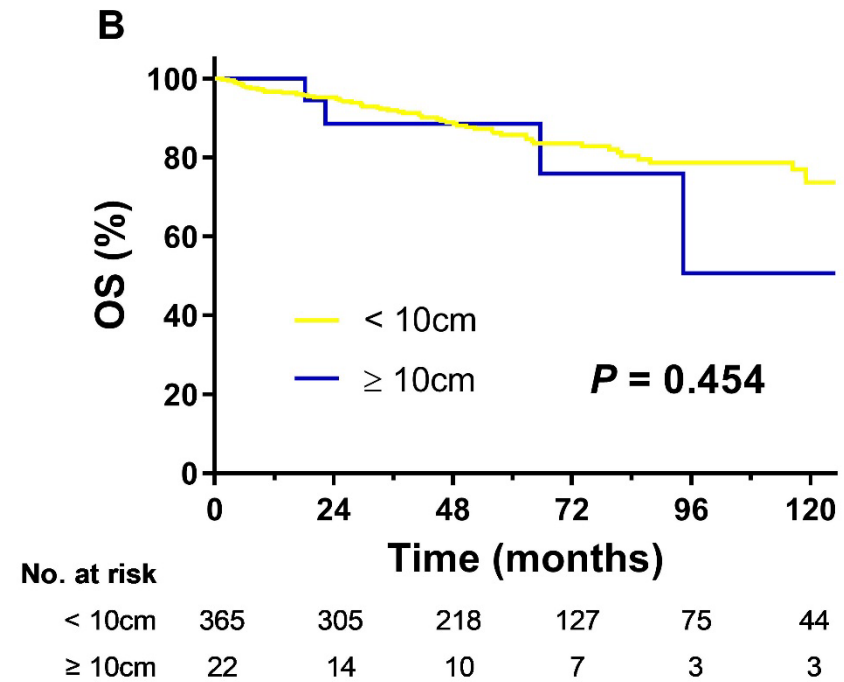 B
100
80
60
40
20
0
OS (%)
< 10cm
≥ 10cm
P = 0.454
0 24 48 72 96 120
Time (months)
No. at risk
< 10cm 365 305 218 127 75 44
≥ 10cm 22 14 10 7 3 3